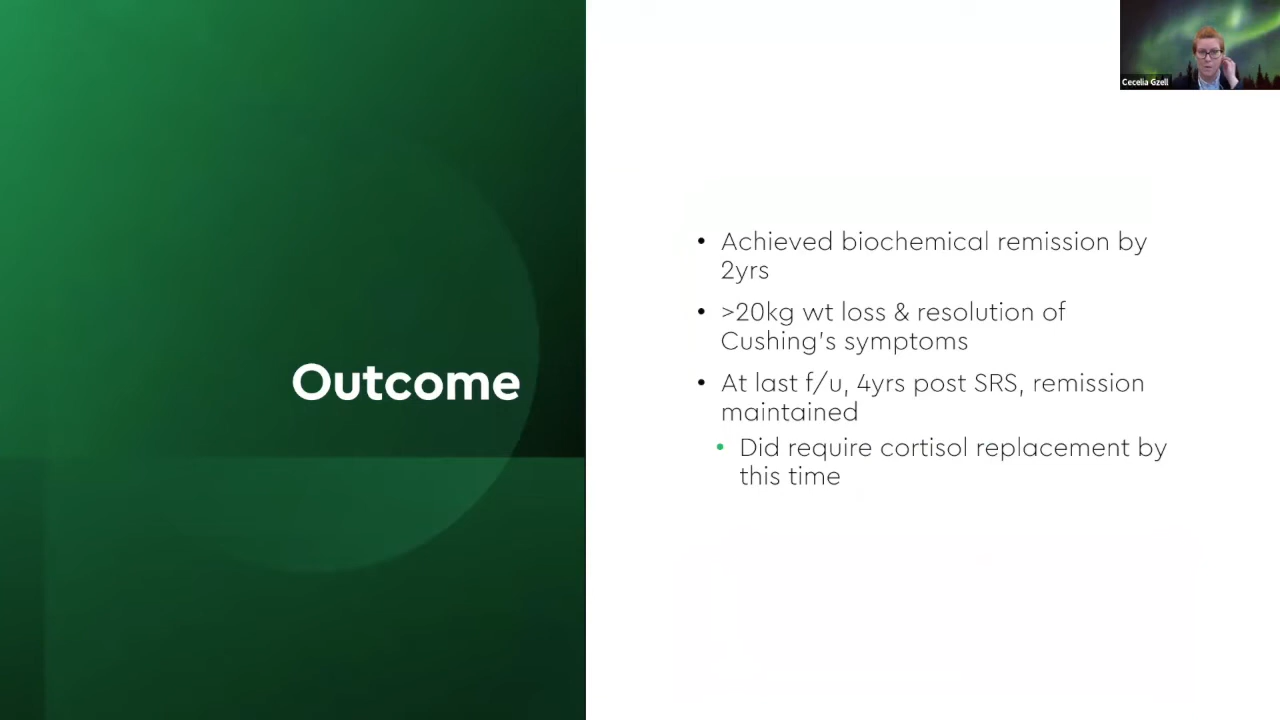 Cecelia Gzell
Outcome
• Achieved biochemical remission by
2yrs
• >20kg wt loss & resolution of
Cushing's symptoms
• At last f/u, 4yrs post SRS, remission
maintained
• Did require cortisol replacement by
this time